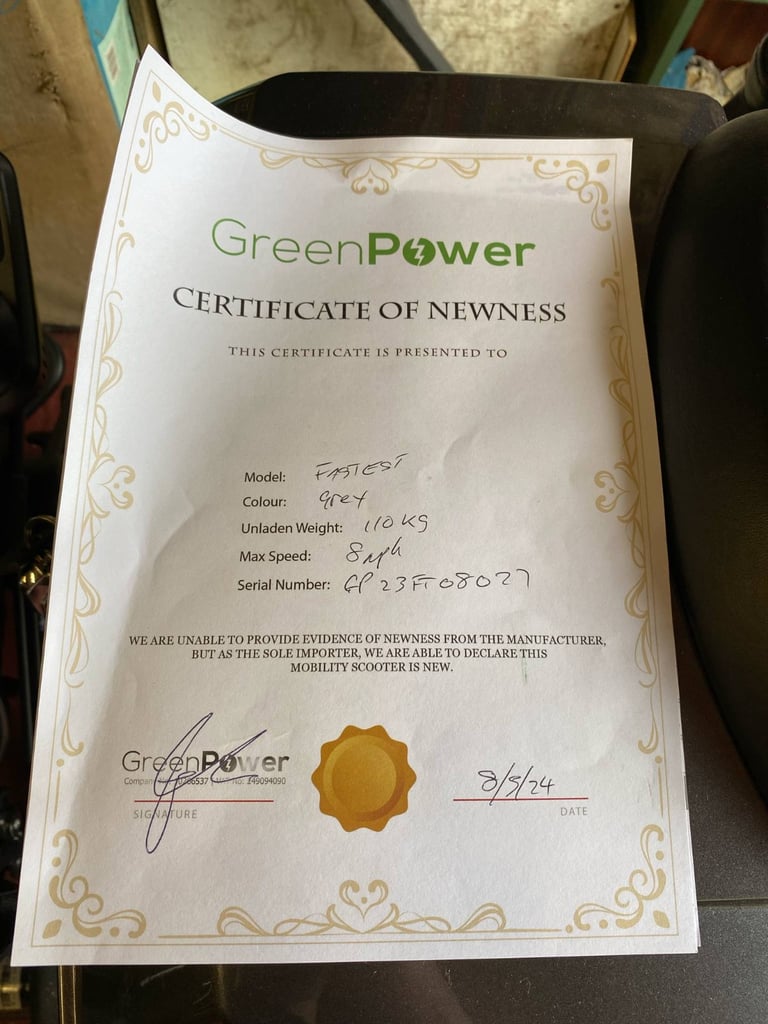 GreenPower
CERTIFICATE OF NEWNESS
THIS CERTIFICATE IS PRESENTED TO
Model: FASTEST
Colour: Grey
Unladen Weight: 110 KG
Max Speed: 8mph
Serial Number: GP23FT08027
WE ARE UNABLE TO PROVIDE EVIDENCE OF NEWNESS FROM THE MANUFACTURER,
BUT AS THE SOLE IMPORTER, WE ARE ABLE TO DECLARE THIS
MOBILITY SCOOTER IS NEW.
GreenPower
No: 249094090
8/5/24
SIGNATURE
DATE